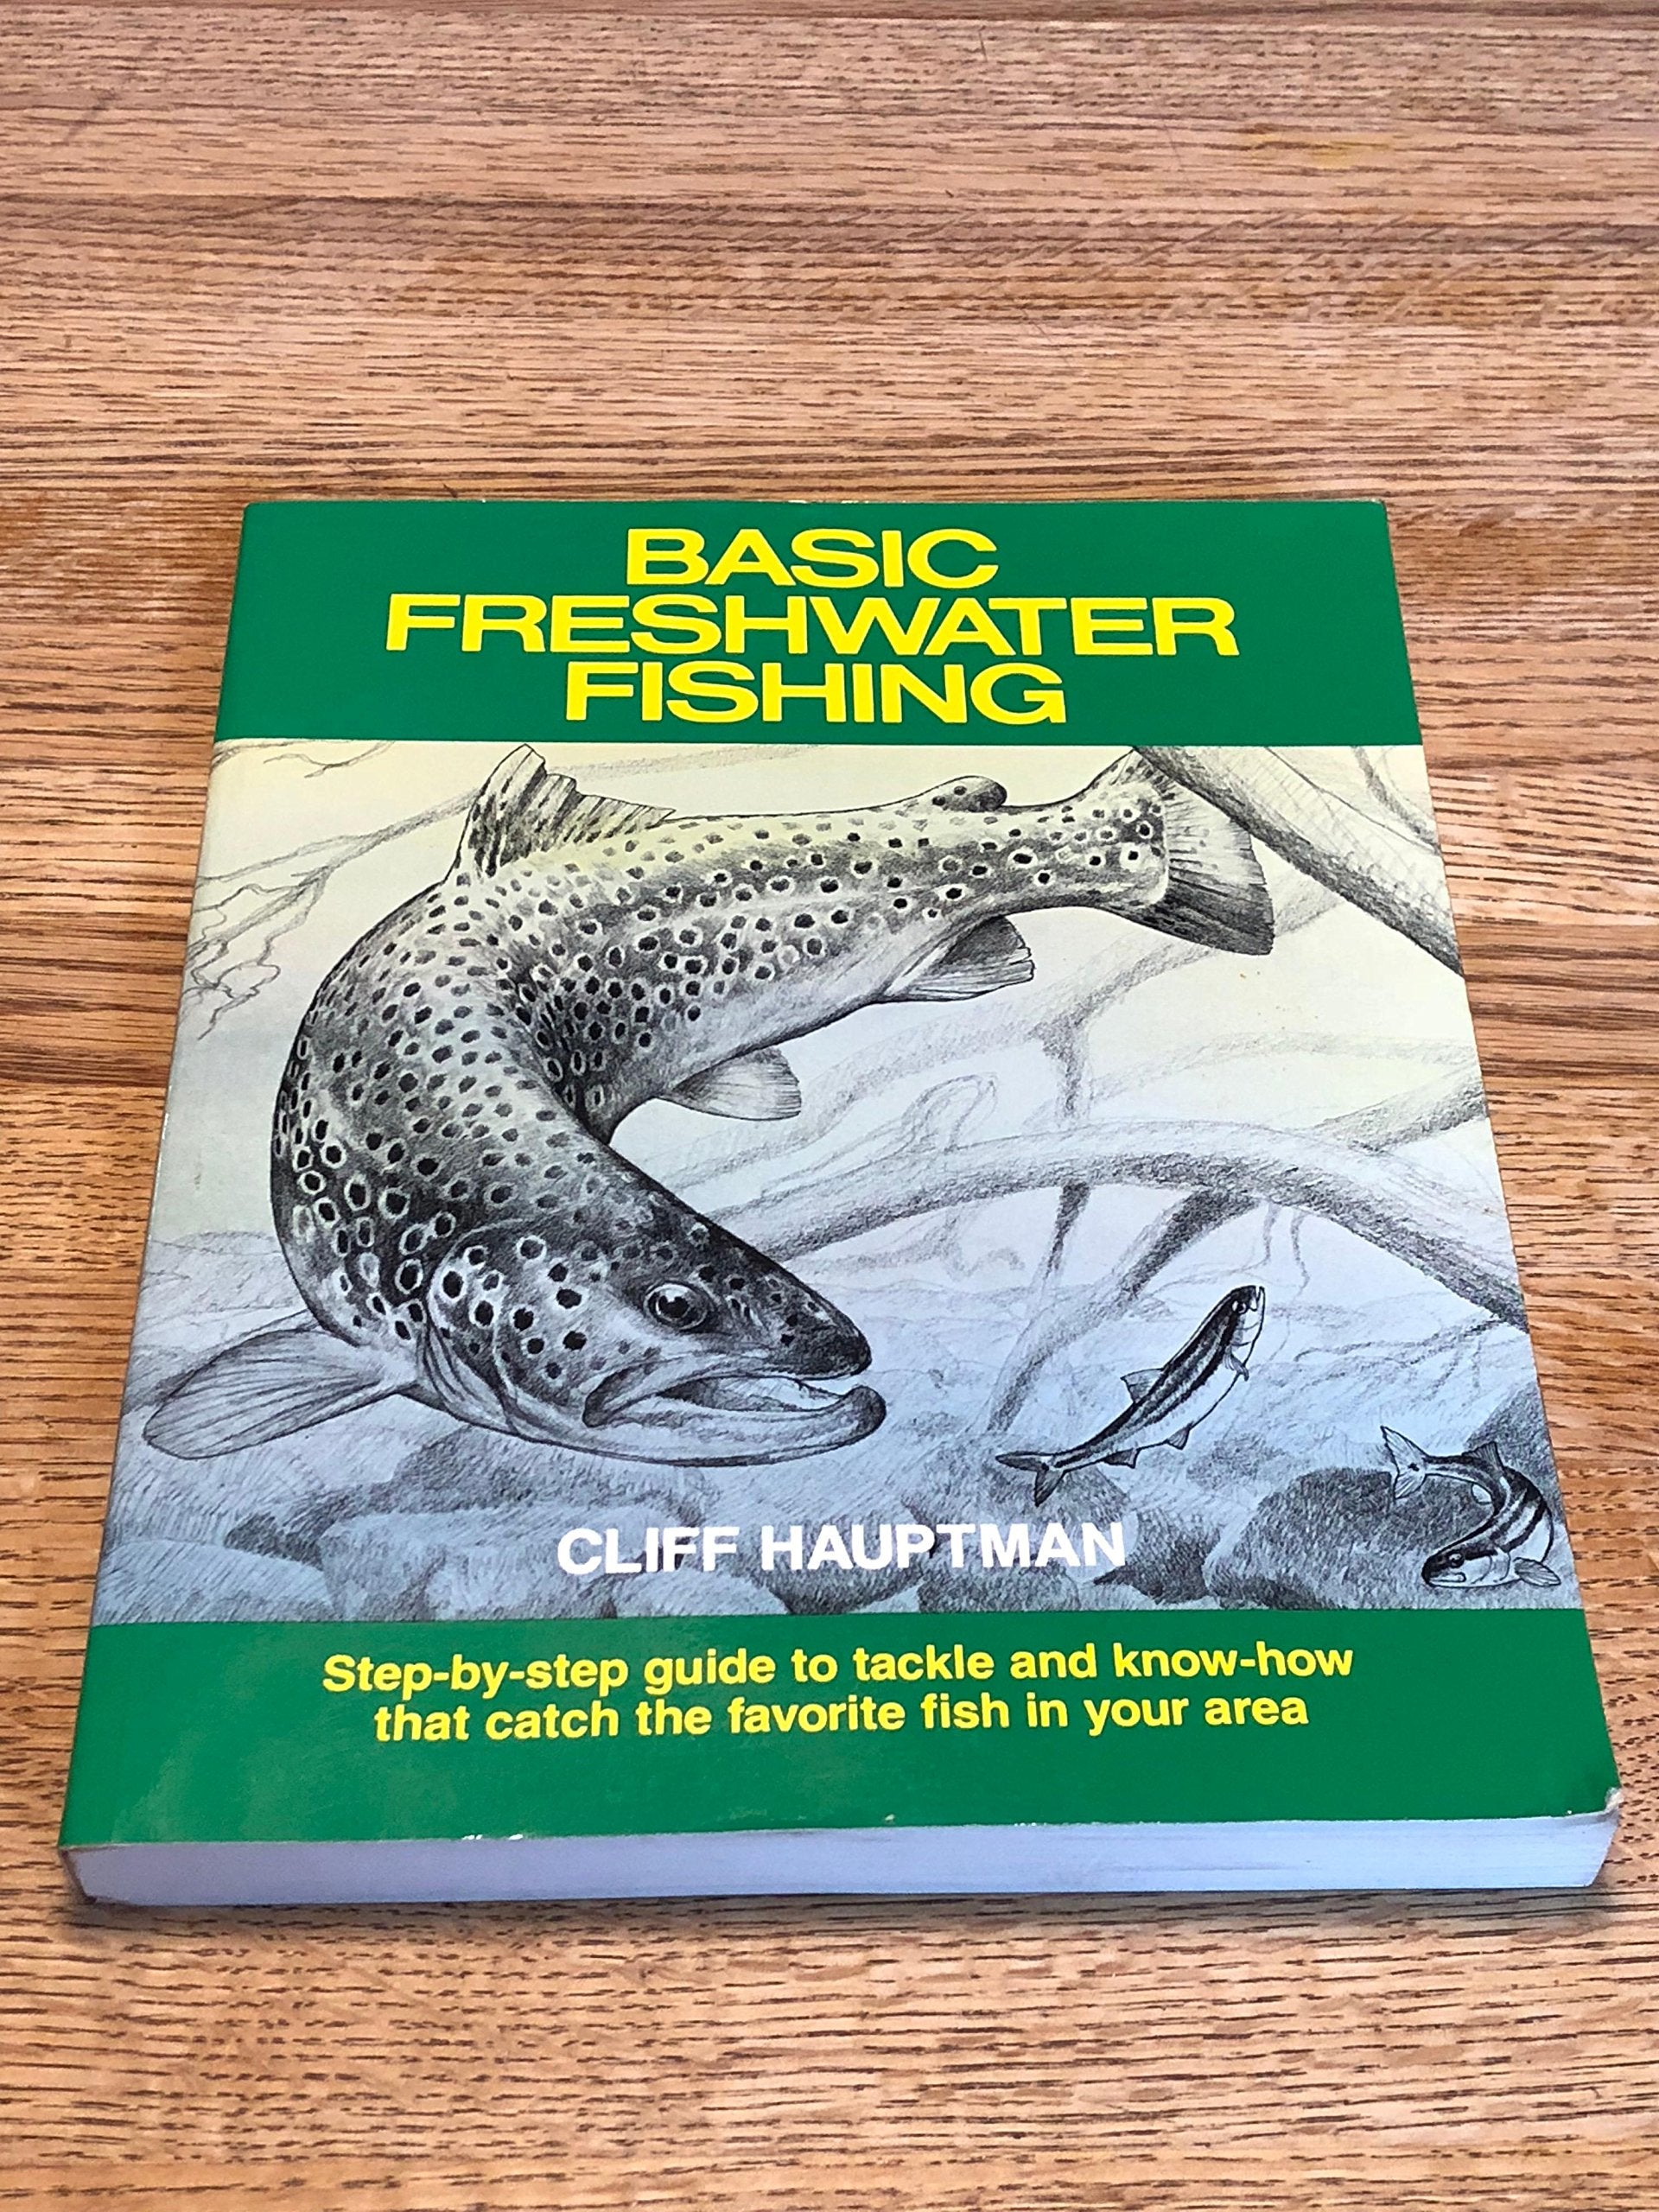 BASIC
FRESHWATER
FISHING
CLIFF HAUPTMAN
Step-by-step guide to tackle and know-how
that catch the favorite fish in your area